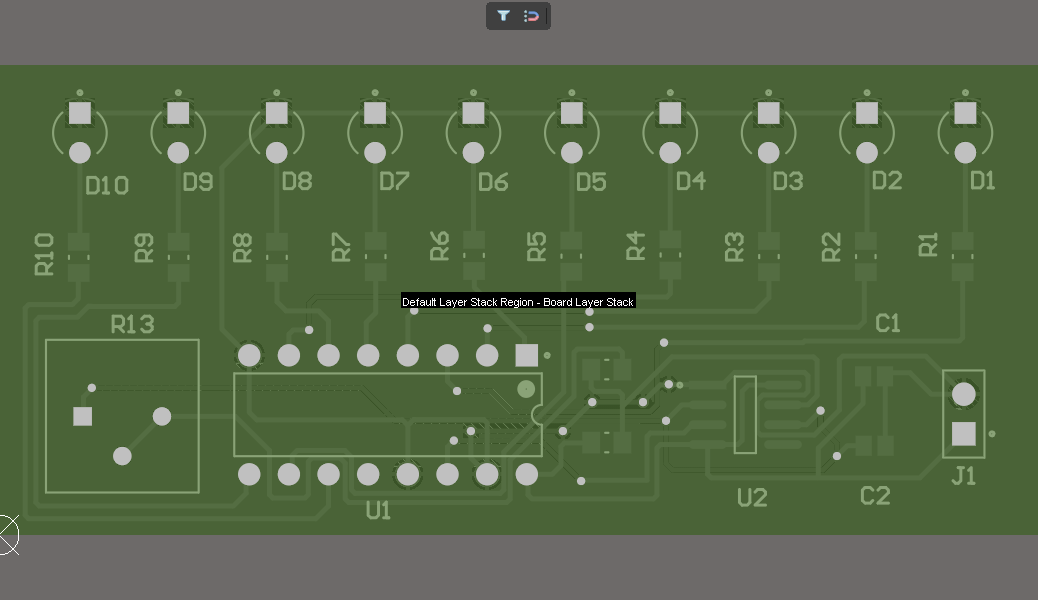 D10 D9 D8 D7 D6 D5 D4 D3 D2 D1
R10 R9 R8 R7 R6 R5 R4 R3 R2 R1
Default Layer Stack Region - Board Layer Stack
R13 C1
J1
U1 U2 C2